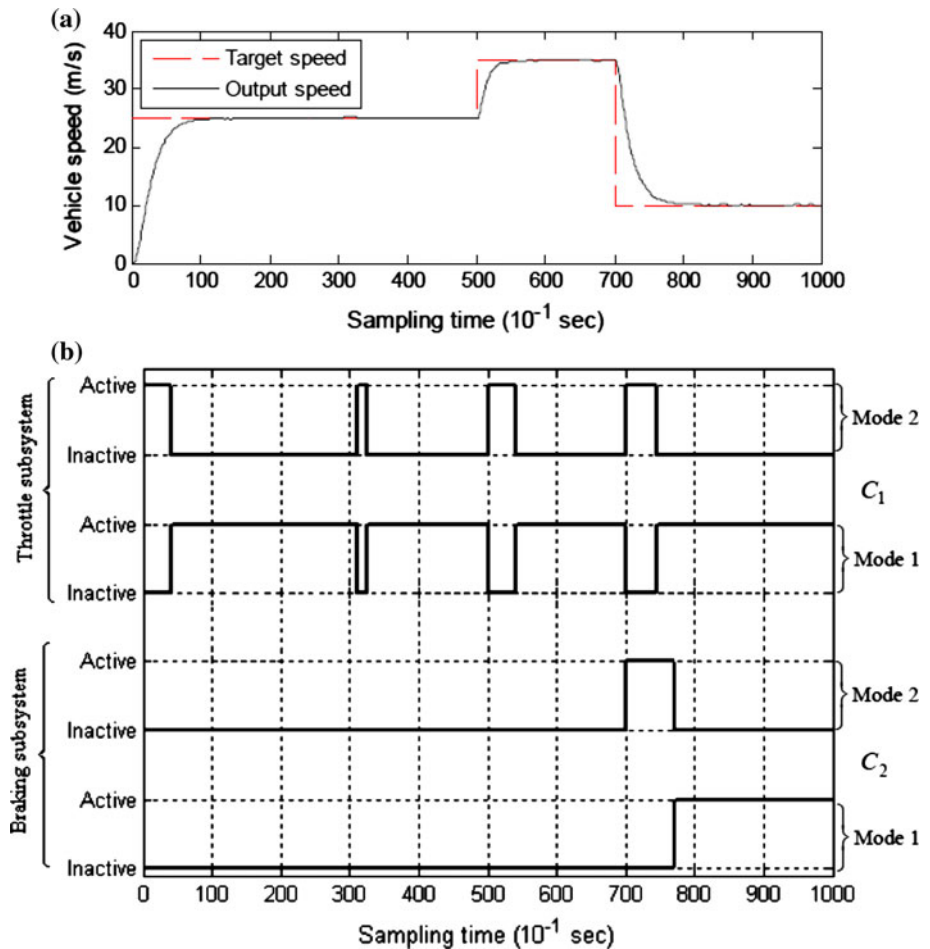 (a)
40
30
20
10
0
Vehicle speed (m/s)
Target speed
Output speed
0 100 200 300 400 500 600 700 800 900 1000
Sampling time (10⁻¹ sec)
(b)
Throttle subsystem
Active
Inactive
Mode 2
C₁
Active
Inactive
Mode 1
Braking subsystem
Active
Inactive
Mode 2
C₂
Active
Inactive
Mode 1
0 100 200 300 400 500 600 700 800 900 1000
Sampling time (10⁻¹ sec)